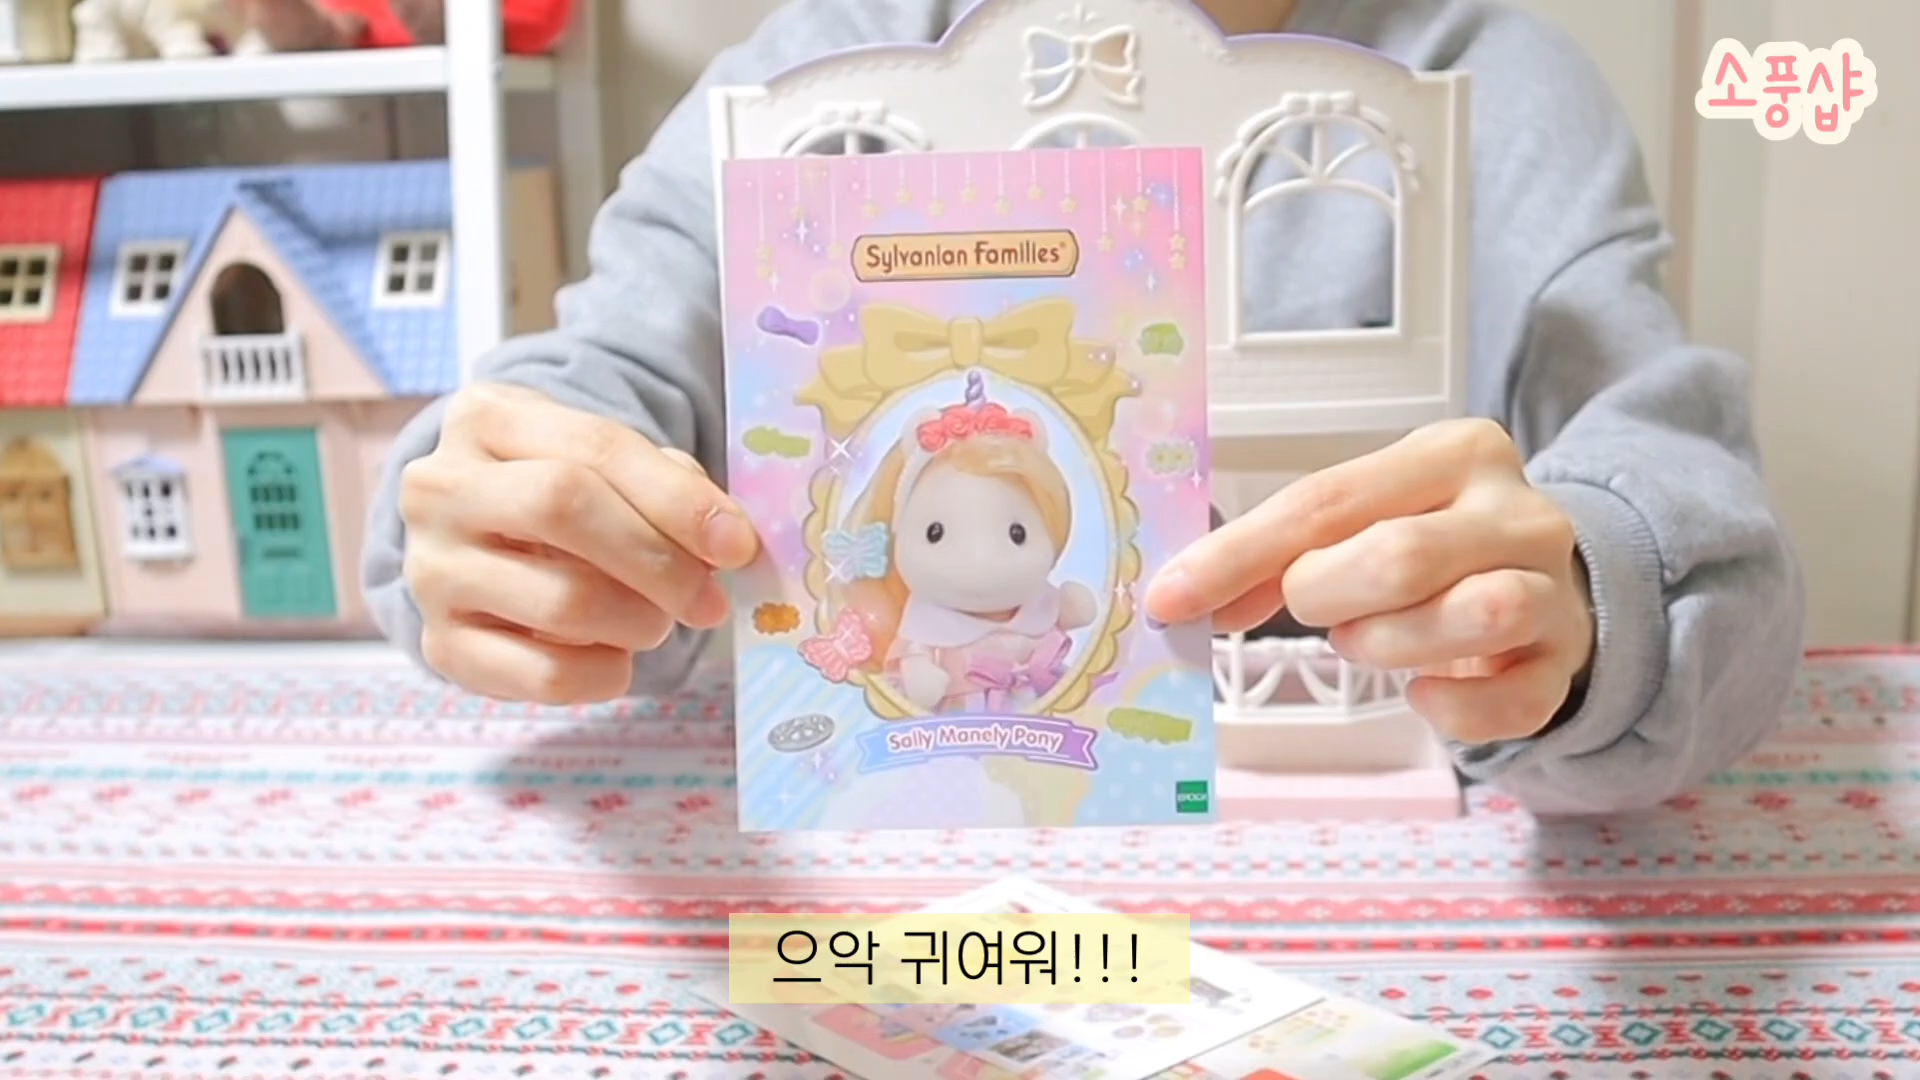 소풍샵
Sylvanian Families®
Sally Manely Pony
EPOCH
으악 귀여워!!!